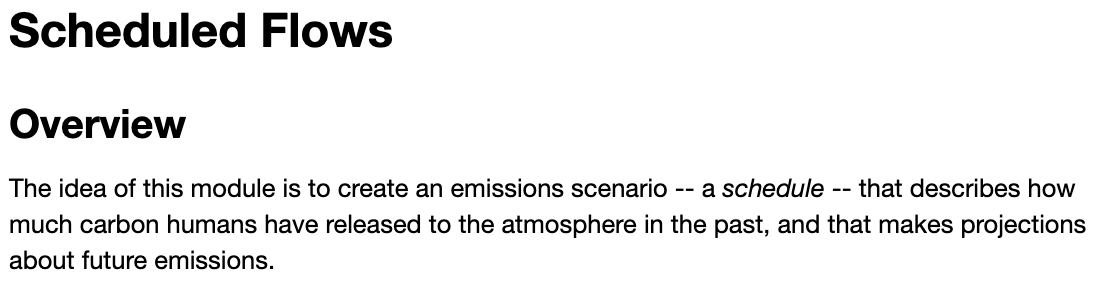 Scheduled Flows
Overview
The idea of this module is to create an emissions scenario -- a schedule -- that describes how
much carbon humans have released to the atmosphere in the past, and that makes projections
about future emissions.